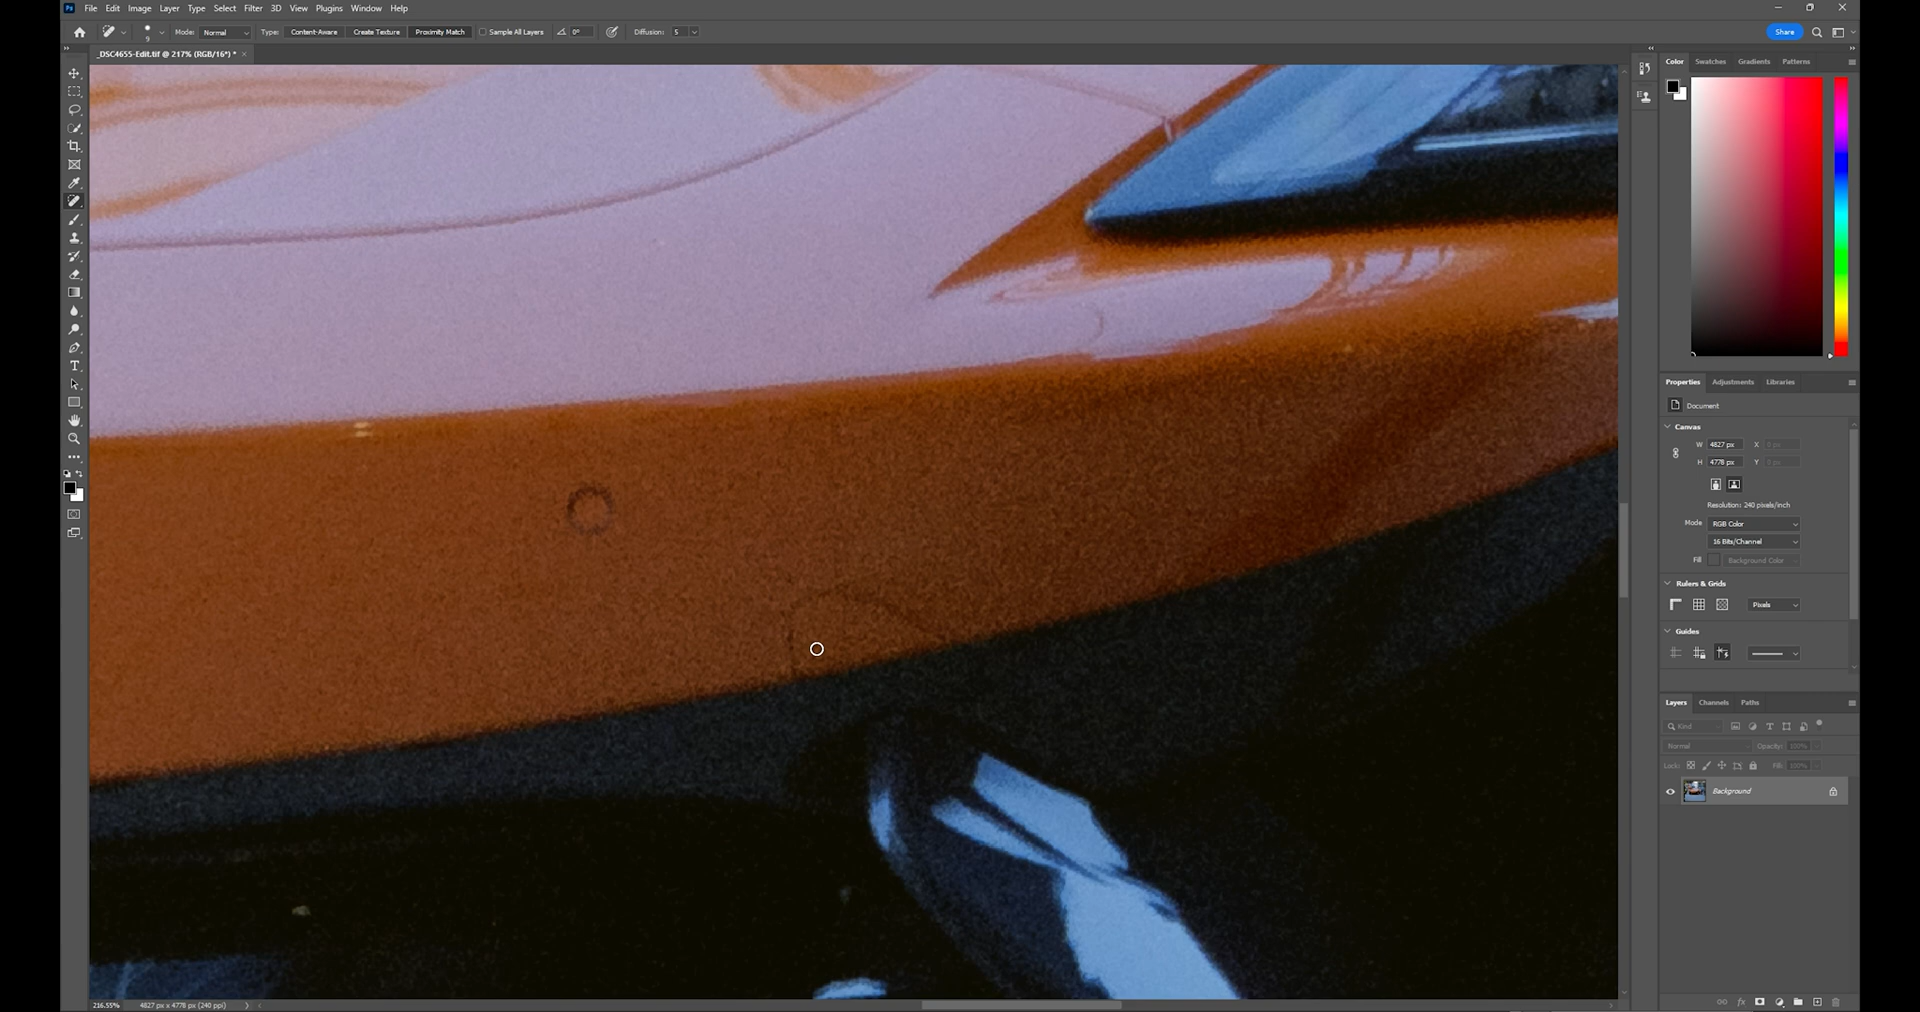 Ps File Edit Image Layer Type Select Filter 3D View Plugins Window Help
9 Mode: Normal Type: Content-Aware Create Texture Proximity Match Sample All Layers 0° Diffusion: 5 Share
_DSC4655-Edit.tif @ 217% (RGB/16*) * ×
Color Swatches Gradients Patterns
Properties Adjustments Libraries
Document
Canvas
W 4827 px X 0 px
H 4778 px Y 0 px
Resolution: 240 pixels/inch
Mode RGB Color
16 Bits/Channel
Fill Background Color
Rulers & Grids
Pixels
Guides
Layers Channels Paths
Kind
Normal Opacity: 100%
Lock: Fill: 100%
Background
216.55% 4827 px x 4778 px (240 ppi)